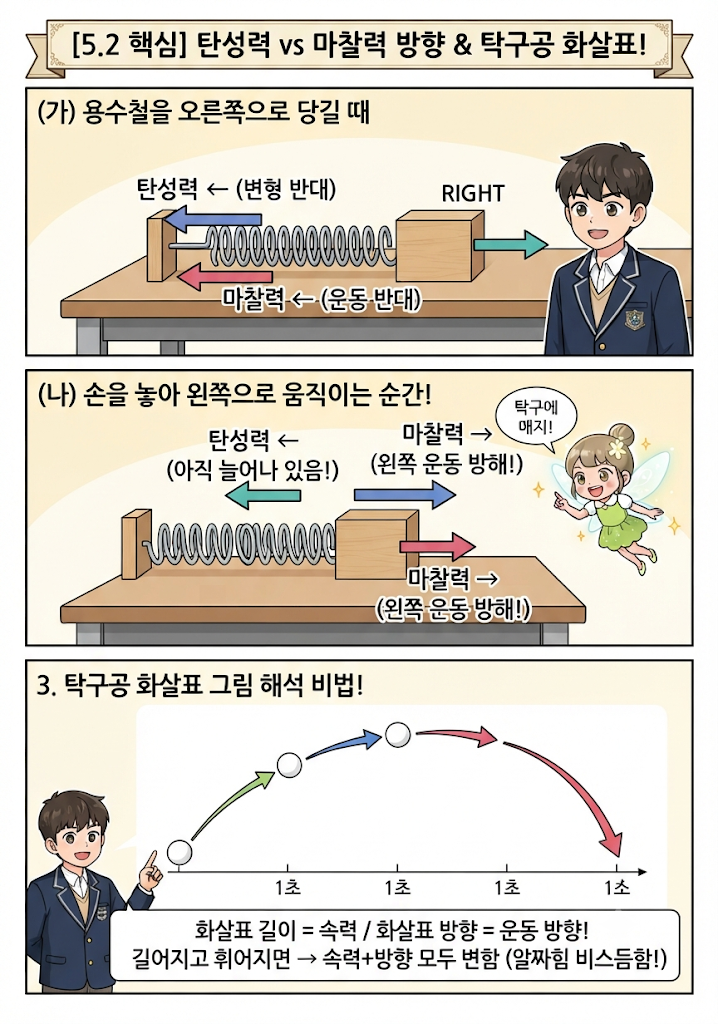 [5.2 핵심] 탄성력 vs 마찰력 방향 & 탁구공 화살표!
(가) 용수철을 오른쪽으로 당길 때
탄성력 ← (변형 반대)
RIGHT
마찰력 ← (운동 반대)
(나) 손을 놓아 왼쪽으로 움직이는 순간!
탁구에
매지!
탄성력 ←
(아직 늘어나 있음!)
마찰력 →
(왼쪽 운동 방해!)
마찰력 →
(왼쪽 운동 방해!)
3. 탁구공 화살표 그림 해석 비법!
1초
1초
1초
1초
화살표 길이 = 속력 / 화살표 방향 = 운동 방향!
길어지고 휘어지면 → 속력+방향 모두 변함 (알짜힘 비스듬함!)